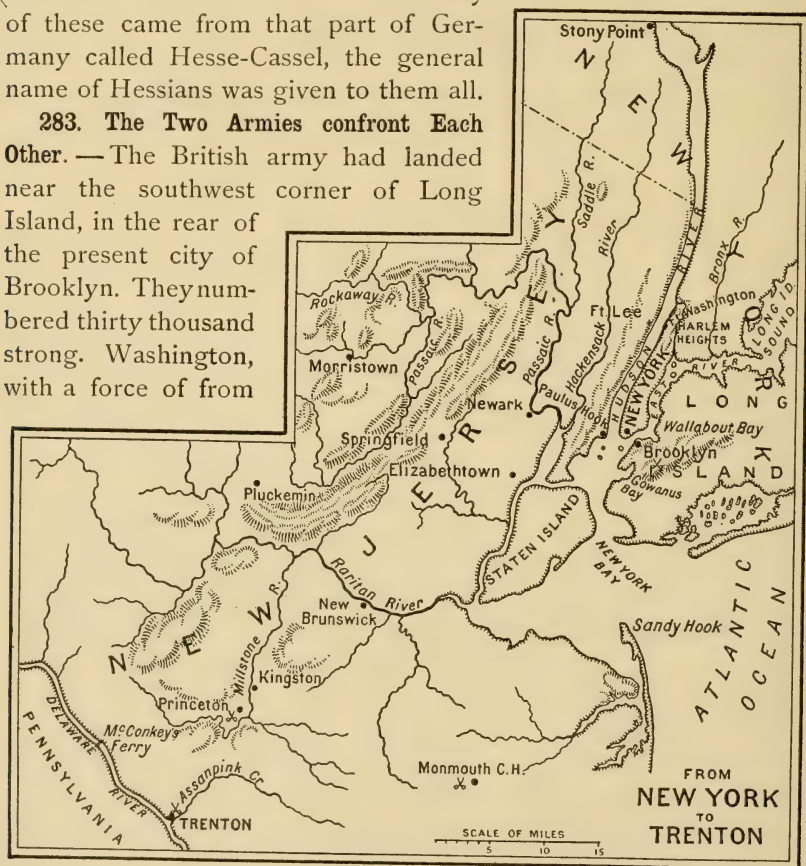 of these came from that part of Ger-
many called Hesse-Cassel, the general
name of Hessians was given to them all.
283. The Two Armies confront Each
Other. — The British army had landed
near the southwest corner of Long
Island, in the rear of
the present city of
Brooklyn. They num-
bered thirty thousand
strong. Washington,
with a force of from
Stony Point
NEW YORK
Saddle R.
Hackensack River
HUDSON RIVER
Bronx R.
Rockaway R.
Passaic R.
Passaic R.
Ft. Lee
Ft. Washington
HARLEM
HEIGHTS
LONG ID.
SOUND
Morristown
Newark
Paulus Hook
NEW YORK
EAST RIVER
LONG
ISLAND
Wallabout Bay
Springfield
Brooklyn
Elizabethtown
Gowanus
Bay
Pluckemin
NEW JERSEY
STATEN ISLAND
NEW YORK
BAY
Raritan River
New
Brunswick
Millstone R.
Sandy Hook
ATLANTIC
OCEAN
Kingston
Princeton
McConkey's
Ferry
DELAWARE RIVER
PENNSYLVANIA
Assanpink Cr.
TRENTON
Monmouth C.H.
FROM
NEW YORK
TO
TRENTON
SCALE OF MILES
5 10 15